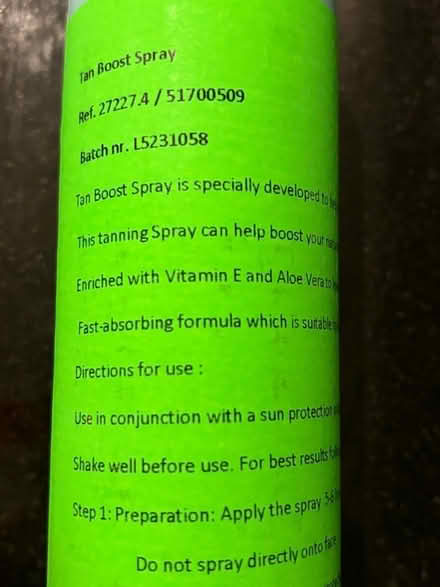 Tan Boost Spray
Ref. 27227.4 / 51700509
Batch nr. L5231058
Tan Boost Spray is specially developed to
This tanning Spray can help boost your
Enriched with Vitamin E and Aloe Vera to
Fast-absorbing formula which is suitable
Directions for use :
Use in conjunction with a sun protection
Shake well before use. For best results
Step 1: Preparation: Apply the spray
Do not spray directly onto face